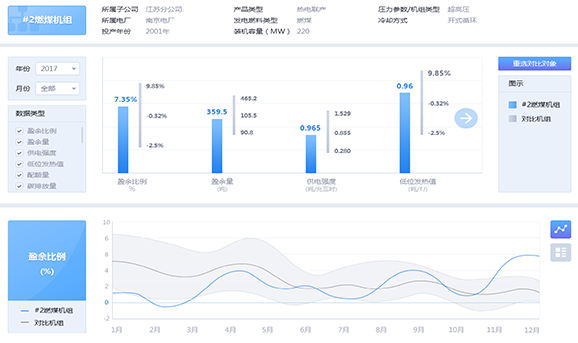 #2燃煤机组
所属子公司 江苏分公司 产品类型 热电联产 压力参数/机组类型 超高压
所属电厂 南京电厂 发电燃料类型 燃煤 冷却方式 开式循环
投产年份 2001年 装机容量（MW） 220
年份 2017
月份 全部
数据类型
盈余比例
盈余量
供电强度
低位发热值
配额量
碳排放量
7.35%
9.85%
-0.52%
-2.5%
盈余比例
%
359.5
465.2
105.5
90.8
盈余量
(吨)
0.965
1.529
0.855
0.280
供电强度
(吨/兆瓦时)
0.96
9.85%
-0.52%
-2.5%
低位发热值
(吨/TJ)
重选对比对象
图示
#2燃煤机组
对比机组
盈余比例
(%)
#2燃煤机组
对比机组
10
8
6
4
2
0
-2
1月 2月 3月 4月 5月 6月 7月 8月 9月 10月 11月 12月